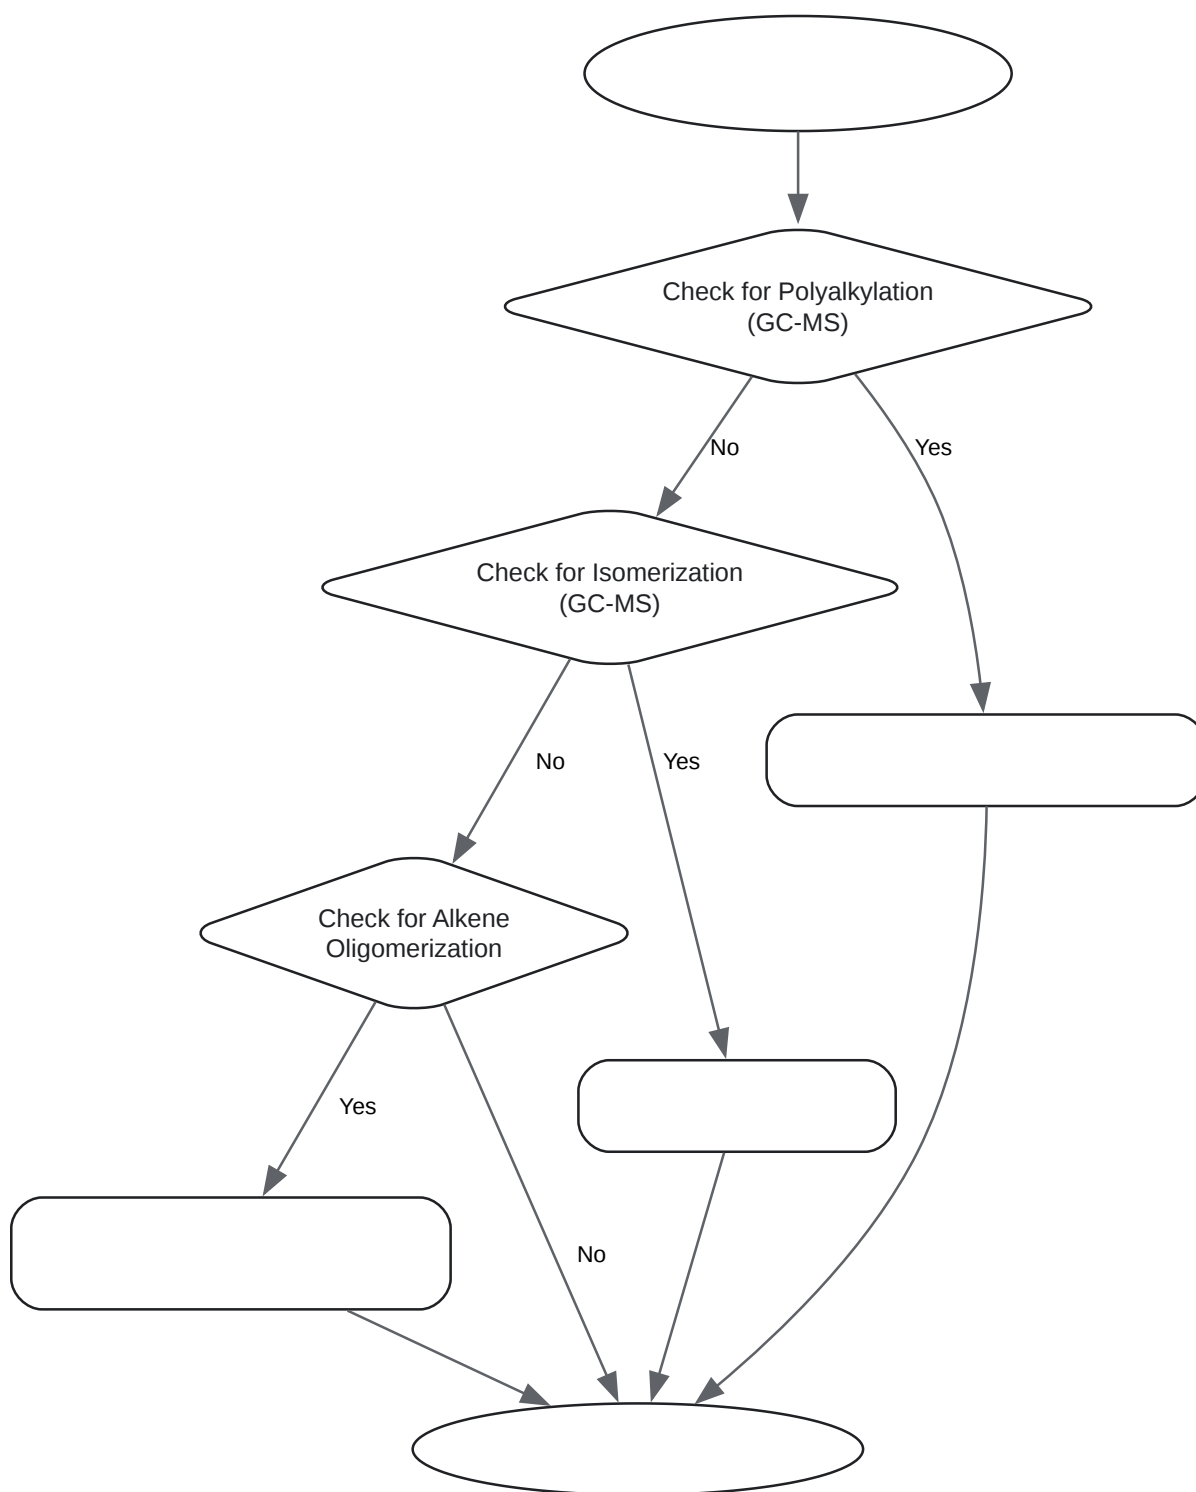 Check for Polyalkylation
(GC-MS)
No
Yes
Check for Isomerization
(GC-MS)
No
Yes
Check for Alkene
Oligomerization
Yes
No